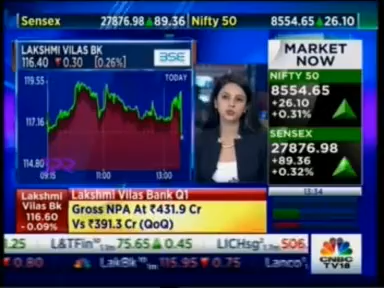 Sensex 27876.98 ▲ 89.36 Nifty 50 8554.65 ▲ 26.10
LAKSHMI VILAS BK
116.40 ▼ 0.30 [0.26%]
BSE
TODAY
119.55
117.16
114.80
09:15 11:00 13:00
MARKET
NOW
NIFTY 50
8554.65
+26.10
+0.31%
SENSEX
27876.98
+89.36
+0.32%
13:34
Lakshmi
Vilas Bk
116.60
-0.09%
Lakshmi Vilas Bank Q1
Gross NPA At ₹431.9 Cr
Vs ₹391.3 Cr (QoQ)
1.25 L&TFin 75.65 ▲ 0.45 LICHsg 506.
▼ 0.80 LakBk 115.95 ▼ 0.75 Lanco
CNBC
TV18